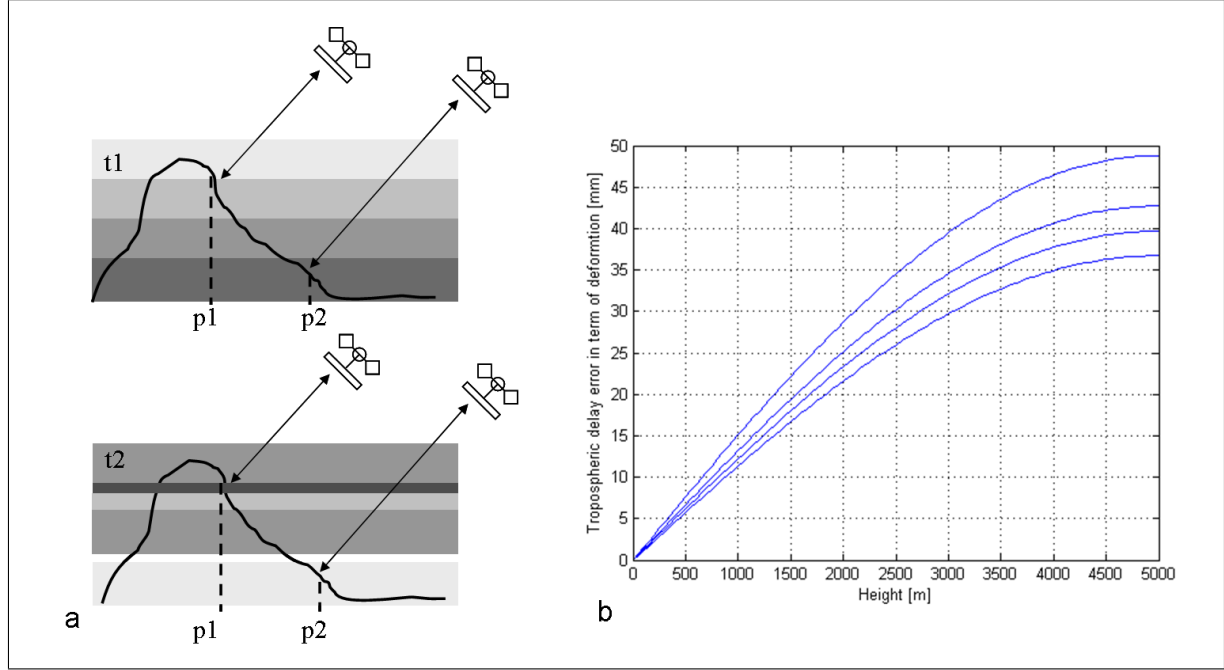 t1
p1
p2
t2
p1
p2
a
Tropospheric delay error in term of deformtion [mm]
50
45
40
35
30
25
20
15
10
5
0
0 500 1000 1500 2000 2500 3000 3500 4000 4500 5000
Height [m]
b